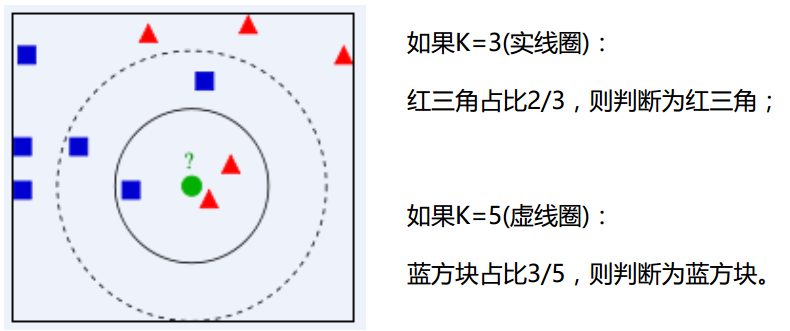 ?
如果K=3(实线圈)：
红三角占比2/3，则判断为红三角；
如果K=5(虚线圈)：
蓝方块占比3/5，则判断为蓝方块。